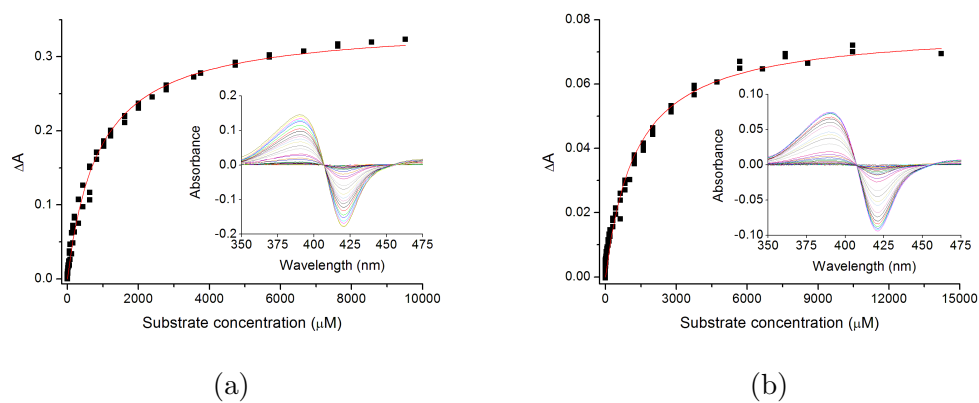 ΔA
0.3
0.2
0.1
0.0
0 2000 4000 6000 8000 10000
Substrate concentration (μM)
Absorbance
0.2
0.1
0.0
-0.1
-0.2
350 375 400 425 450 475
Wavelength (nm)
(a)
ΔA
0.08
0.06
0.04
0.02
0.00
0 3000 6000 9000 12000 15000
Substrate concentration (μM)
Absorbance
0.10
0.05
0.00
-0.05
-0.10
350 375 400 425 450 475
Wavelength (nm)
(b)